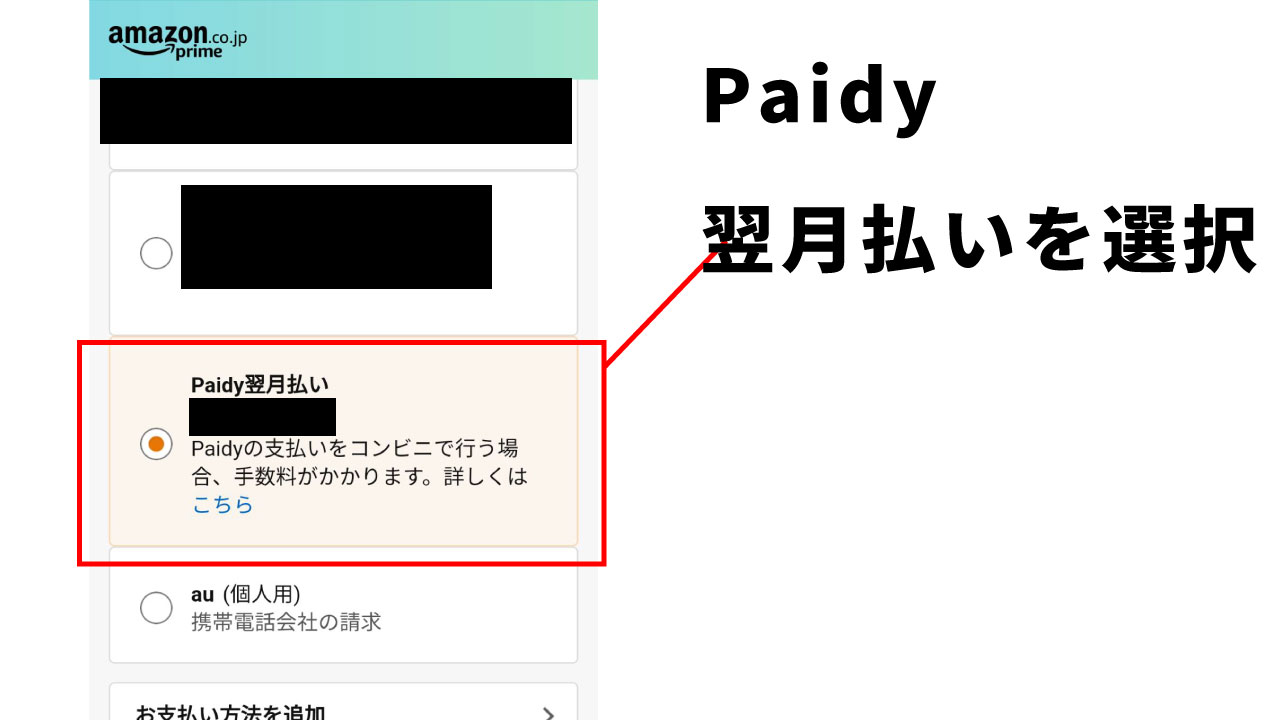 amazon.co.jp
prime
Paidy
翌月払いを選択
Paidy翌月払い
Paidyの支払いをコンビニで行う場
合、手数料がかかります。詳しくは
こちら
au (個人用)
携帯電話会社の請求
お支払い方法を追加